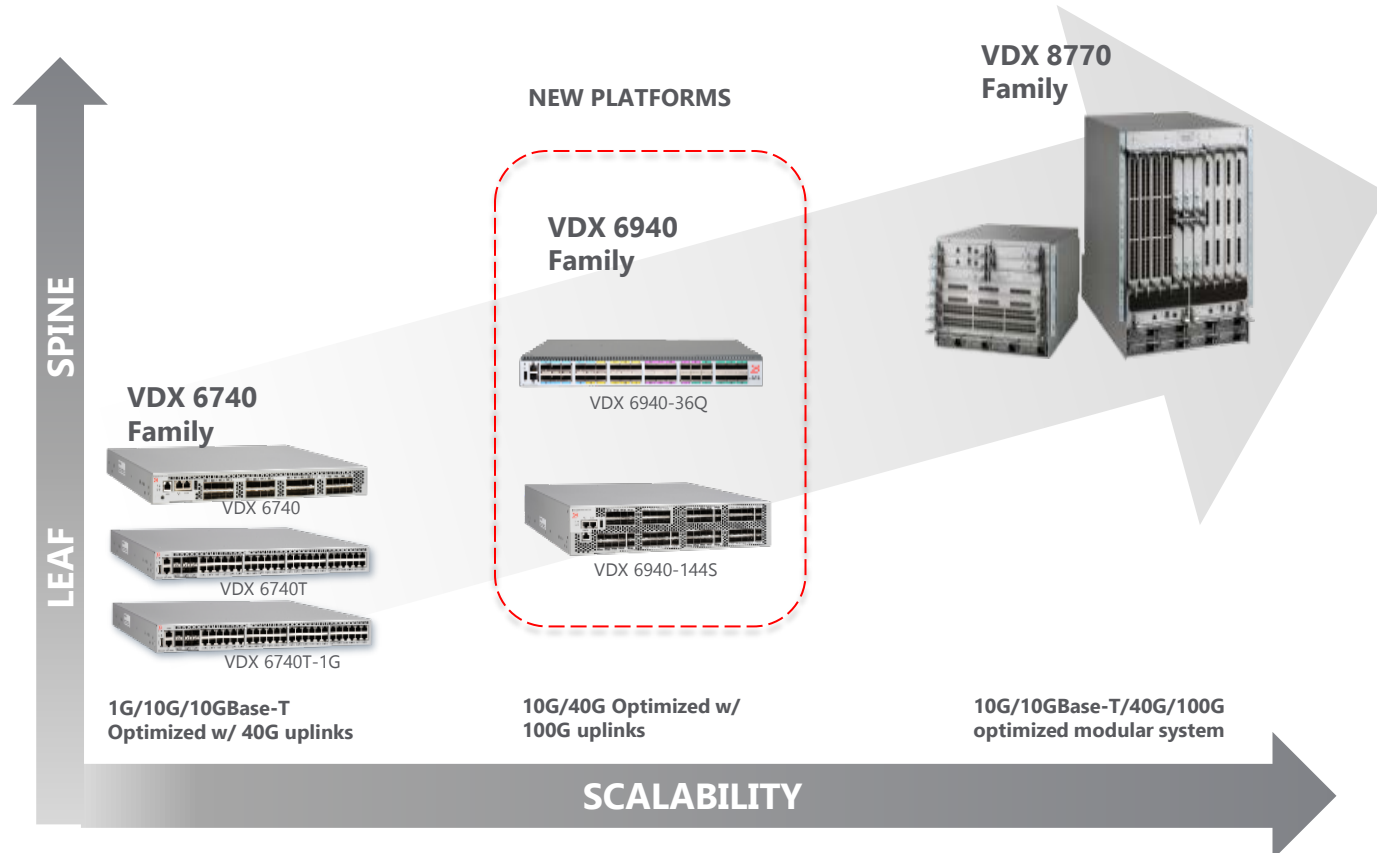 VDX 8770
Family
NEW PLATFORMS
VDX 6940
Family
SPINE
VDX 6940-36Q
VDX 6740
Family
VDX 6740
LEAF
VDX 6940-144S
VDX 6740T
VDX 6740T-1G
1G/10G/10GBase-T
Optimized w/ 40G uplinks
10G/40G Optimized w/
100G uplinks
10G/10GBase-T/40G/100G
optimized modular system
SCALABILITY